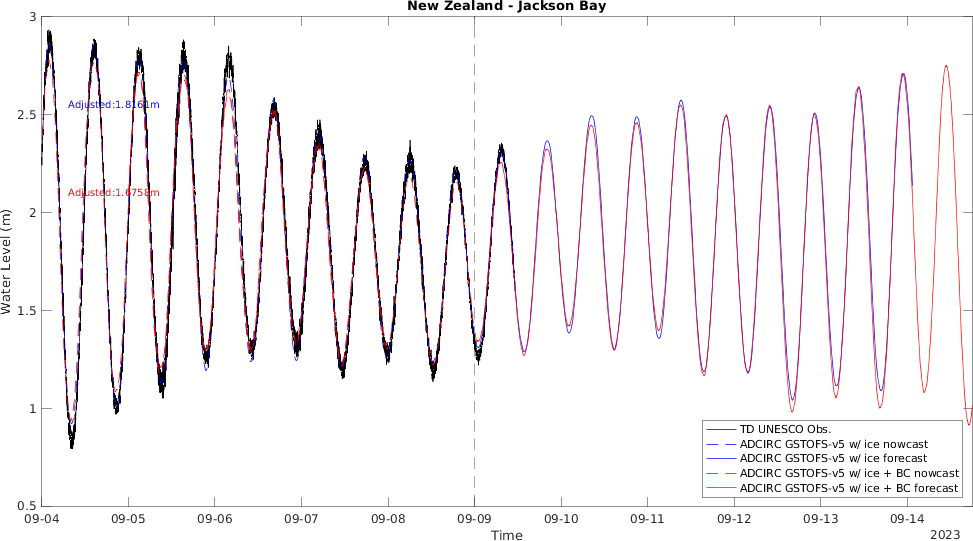 New Zealand - Jackson Bay
3
2.5
2
1.5
1
0.5
Water Level (m)
Adjusted:1.8161m
Adjusted:1.6758m
TD UNESCO Obs.
ADCIRC GSTOFS-v5 w/ ice nowcast
ADCIRC GSTOFS-v5 w/ ice forecast
ADCIRC GSTOFS-v5 w/ ice + BC nowcast
ADCIRC GSTOFS-v5 w/ ice + BC forecast
09-04 09-05 09-06 09-07 09-08 09-09 09-10 09-11 09-12 09-13 09-14
Time
2023